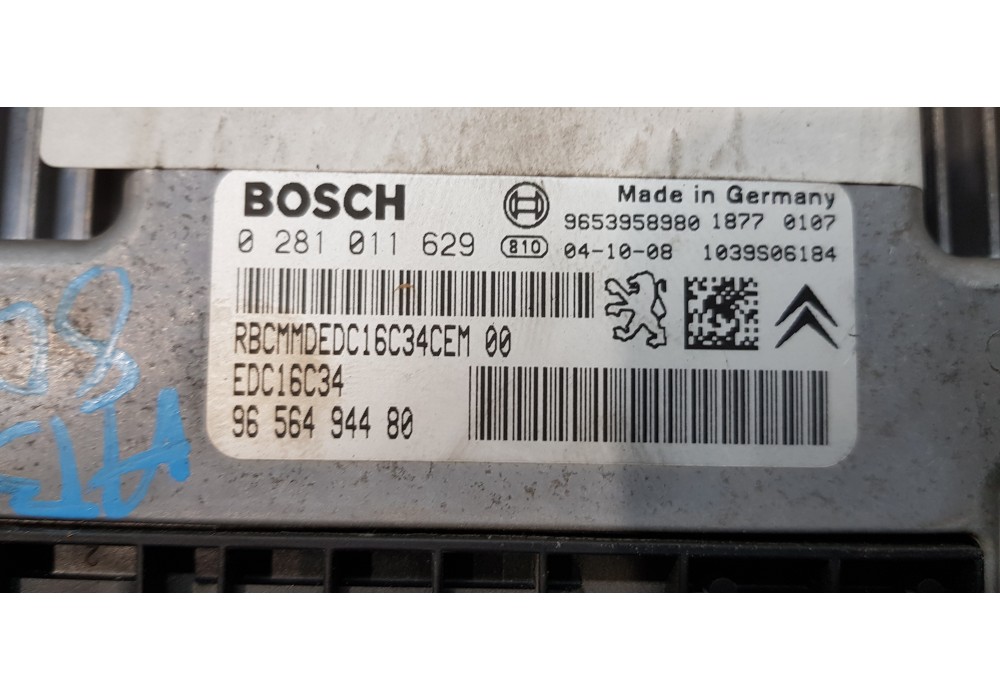 BOSCH
Made in Germany
9653958980 1877 0107
0 281 011 629 810 04-10-08 1039S06184
RBCMMDEDC16C34CEM 00
EDC16C34
96 564 944 80